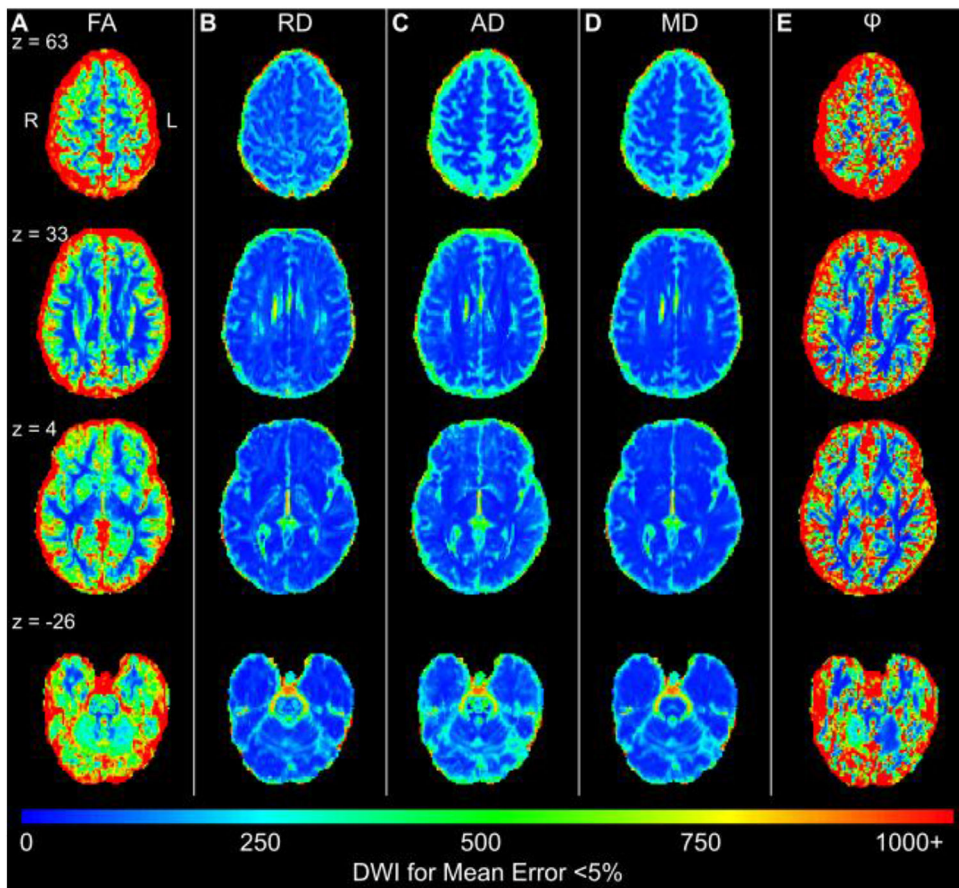 A FA B RD C AD D MD E φ
z = 63
R L
z = 33
z = 4
z = -26
0 250 500 750 1000+
DWI for Mean Error <5%